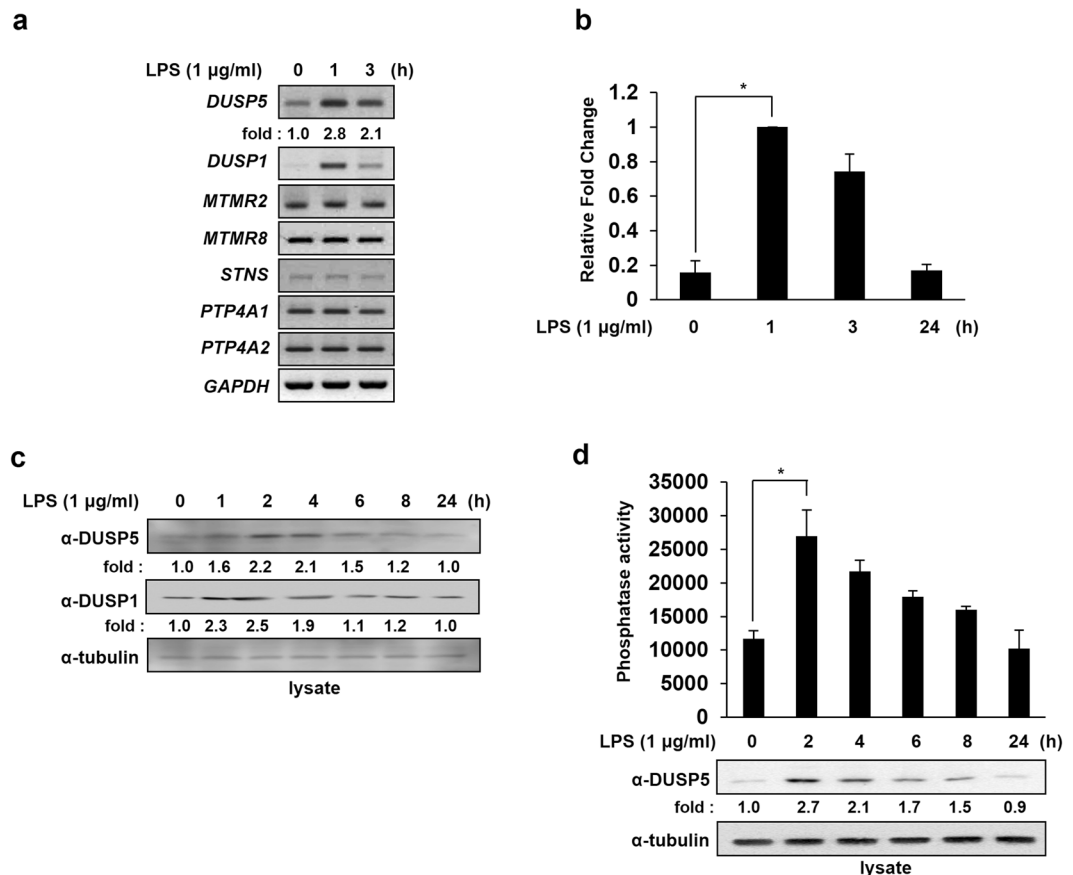 a
LPS (1 μg/ml) 0 1 3 (h)
DUSP5
fold : 1.0 2.8 2.1
DUSP1
MTMR2
MTMR8
STNS
PTP4A1
PTP4A2
GAPDH
b
*
Relative Fold Change
1.2
1
0.8
0.6
0.4
0.2
0
LPS (1 μg/ml) 0 1 3 24 (h)
c
LPS (1 μg/ml) 0 1 2 4 6 8 24 (h)
α-DUSP5
fold : 1.0 1.6 2.2 2.1 1.5 1.2 1.0
α-DUSP1
fold : 1.0 2.3 2.5 1.9 1.1 1.2 1.0
α-tubulin
lysate
d
*
Phosphatase activity
35000
30000
25000
20000
15000
10000
5000
0
LPS (1 μg/ml) 0 2 4 6 8 24 (h)
α-DUSP5
fold : 1.0 2.7 2.1 1.7 1.5 0.9
α-tubulin
lysate